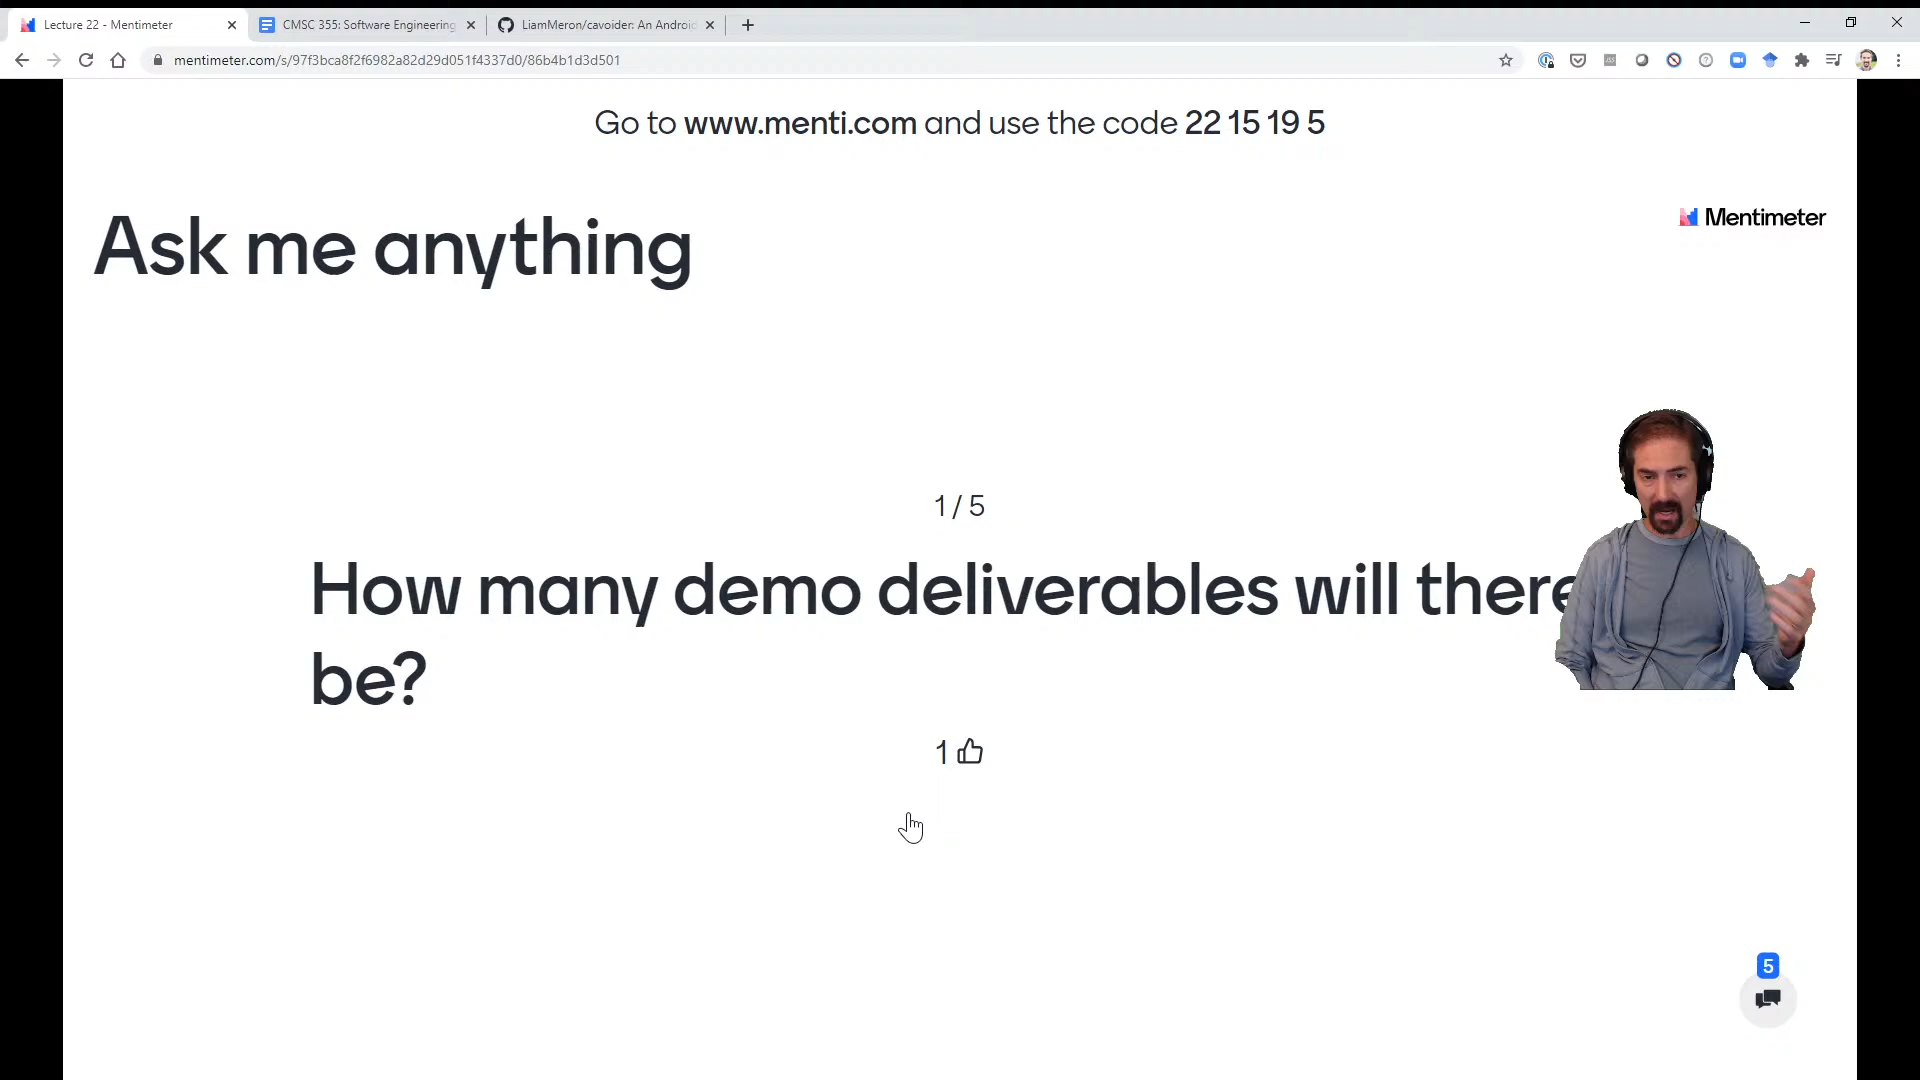 Lecture 22 - Mentimeter
CMSC 355: Software Engineering
LiamMeron/cavoider: An Androi
mentimeter.com/s/97f3bca8f2f6982a82d29d051f4337d0/86b4b1d3d501
Go to www.menti.com and use the code 22 15 19 5
Ask me anything
Mentimeter
1 / 5
How many demo deliverables will there
be?
1
5